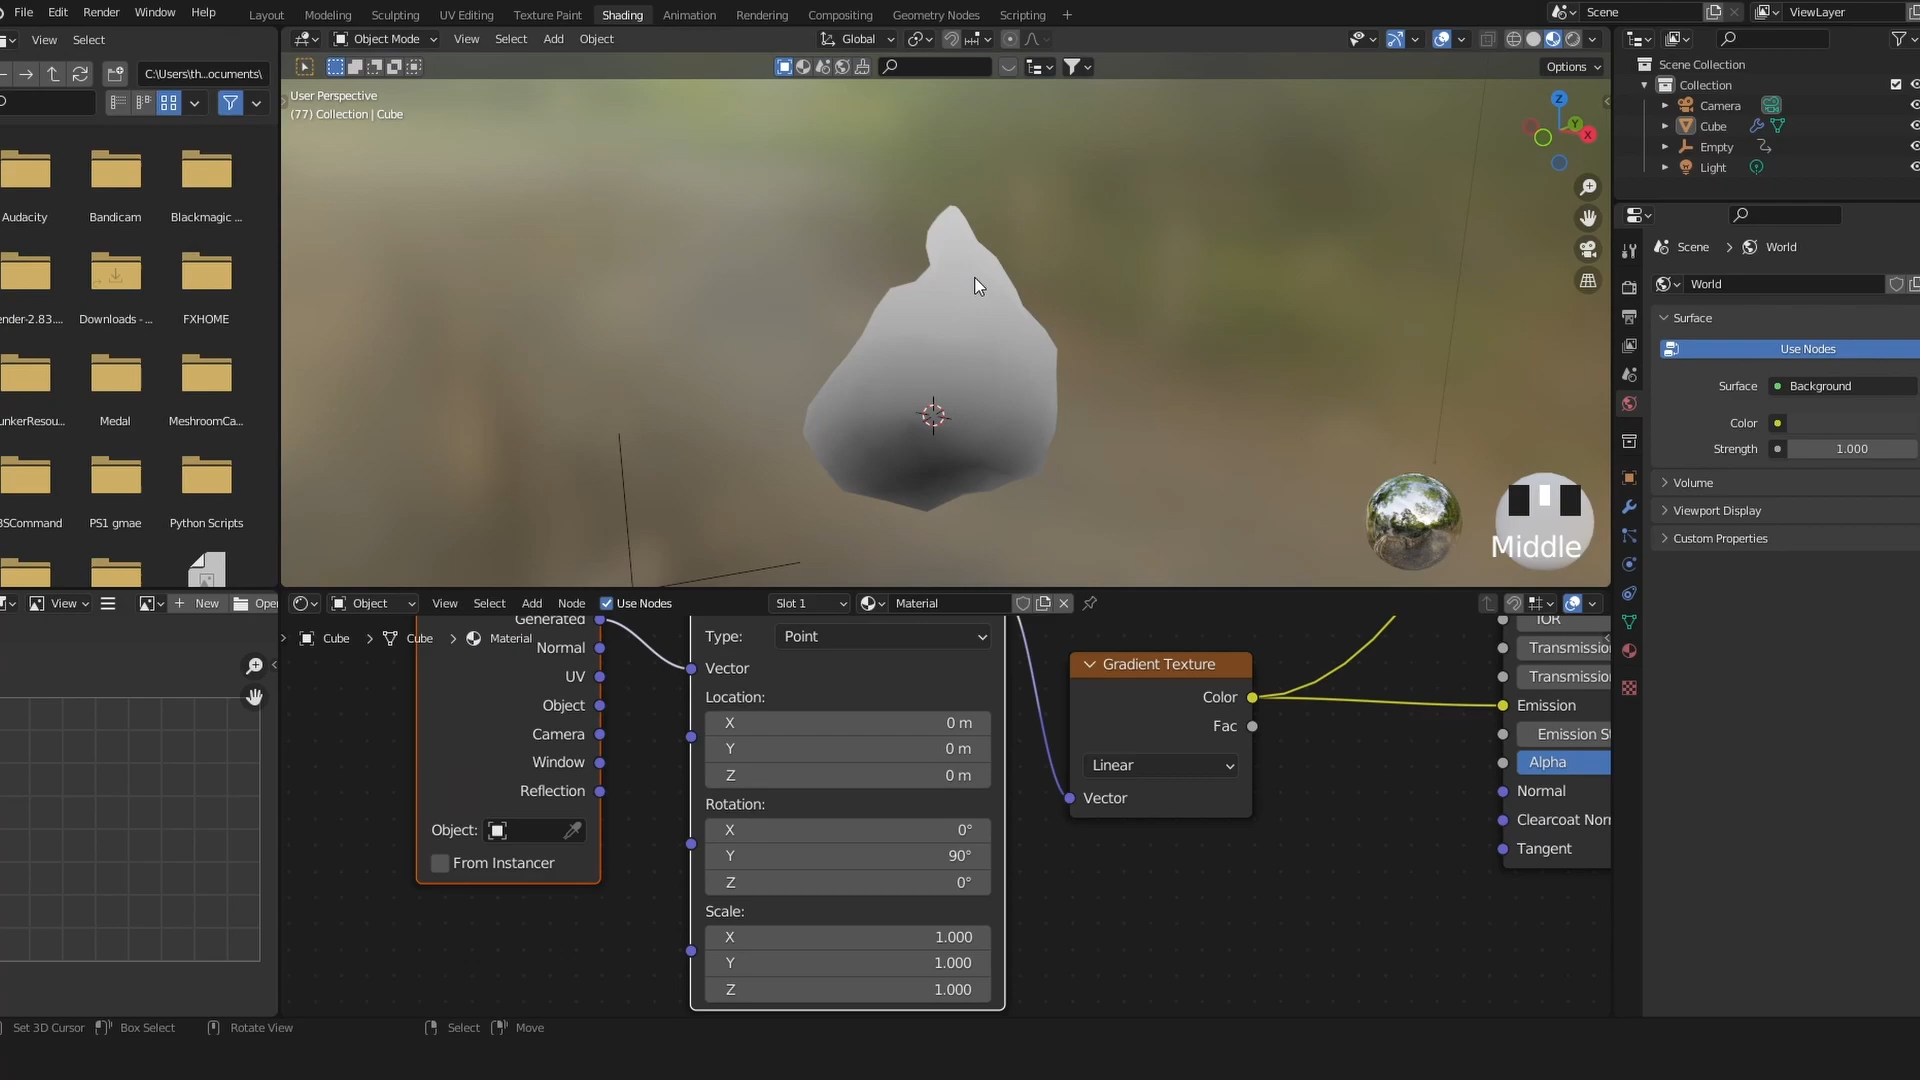 File Edit Render Window Help Layout Modeling Sculpting UV Editing Texture Paint Shading Animation Rendering Compositing Geometry Nodes Scripting + Scene ViewLayer
View Select Object Mode View Select Add Object Global
C:\Users\th...ocuments\ Options
User Perspective
(77) Collection | Cube
Z
Y
X
Audacity Bandicam Blackmagic ...
ender-2.83.... Downloads - ... FXHOME
unkerResou... Medal MeshroomCa...
BSCommand PS1 gmae Python Scripts
Middle
Scene Collection
Collection
Camera
Cube
Empty
Light
Scene > World
World
Surface
Use Nodes
Surface Background
Color
Strength 1.000
Volume
Viewport Display
Custom Properties
View New Open
Object View Select Add Node Use Nodes Slot 1 Material
Cube > Cube > Material
Generated
Normal
UV
Object
Camera
Window
Reflection
Object:
From Instancer
Type: Point
Vector
Location:
X 0 m
Y 0 m
Z 0 m
Rotation:
X 0°
Y 90°
Z 0°
Scale:
X 1.000
Y 1.000
Z 1.000
Gradient Texture
Color
Fac
Linear
Vector
IOR
Transmissio
Transmissio
Emission
Emission St
Alpha
Normal
Clearcoat Norr
Tangent
Set 3D Cursor Box Select Rotate View Select Move